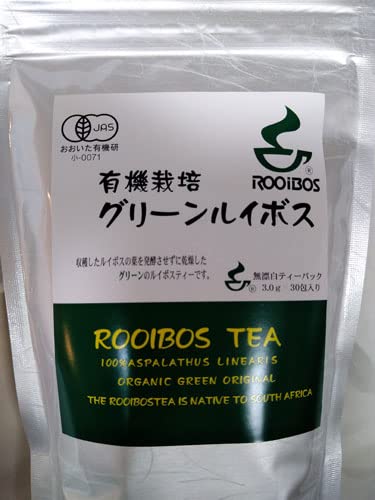 JAS
おおいた有機研
小-0071
®
ROOiBOS
有機栽培
グリーンルイボス
収穫したルイボスの葉を発酵させずに乾燥した
グリーンのルイボスティーです。
®
無漂白ティーパック
3.0g 30包入り
ROOIBOS TEA
100%ASPALATHUS LINEARIS
ORGANIC GREEN ORIGINAL
THE ROOIBOSTEA IS NATIVE TO SOUTH AFRICA